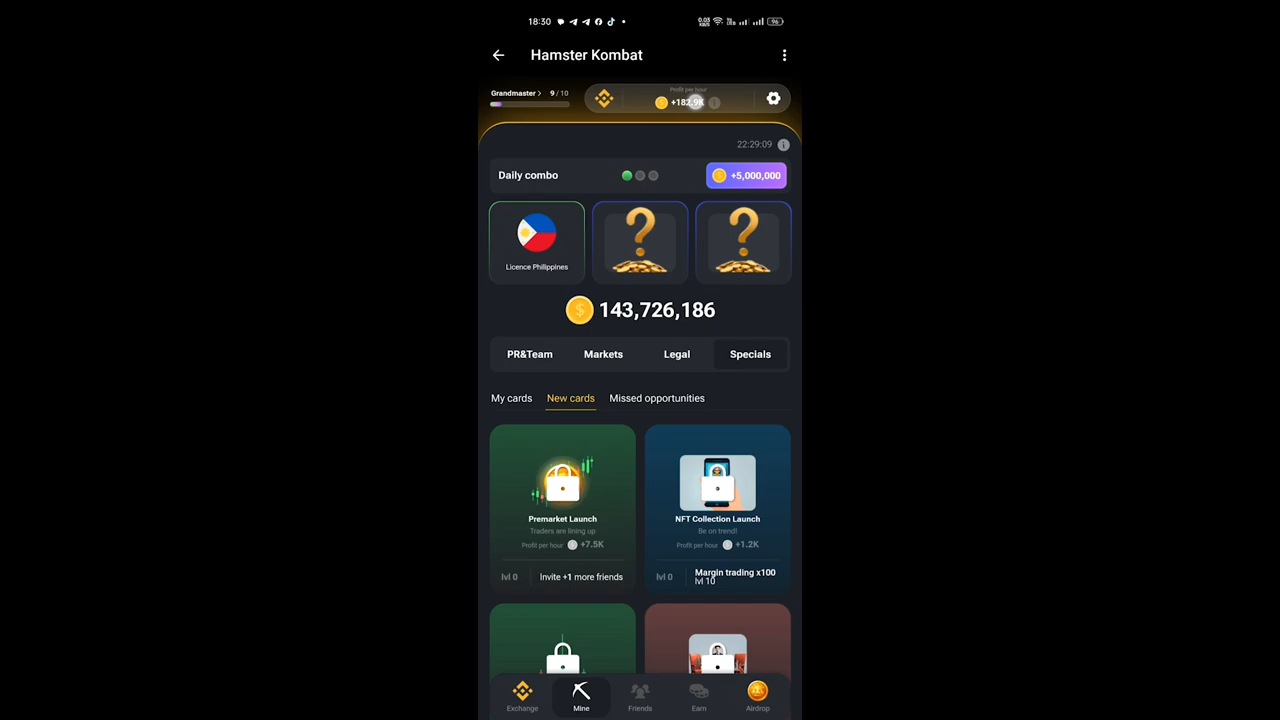 18:30
96
Hamster Kombat
Grandmaster > 9 / 10
Profit per hour
+182.9K
22:29:09
Daily combo
+5,000,000
Licence Philippines
143,726,186
PR&Team Markets Legal Specials
My cards New cards Missed opportunities
Premarket Launch
Traders are lining up
Profit per hour +7.5K
lvl 0 Invite +1 more friends
NFT Collection Launch
Be on trend!
Profit per hour +1.2K
lvl 0 Margin trading x100
lvl 10
Exchange Mine Friends Earn Airdrop